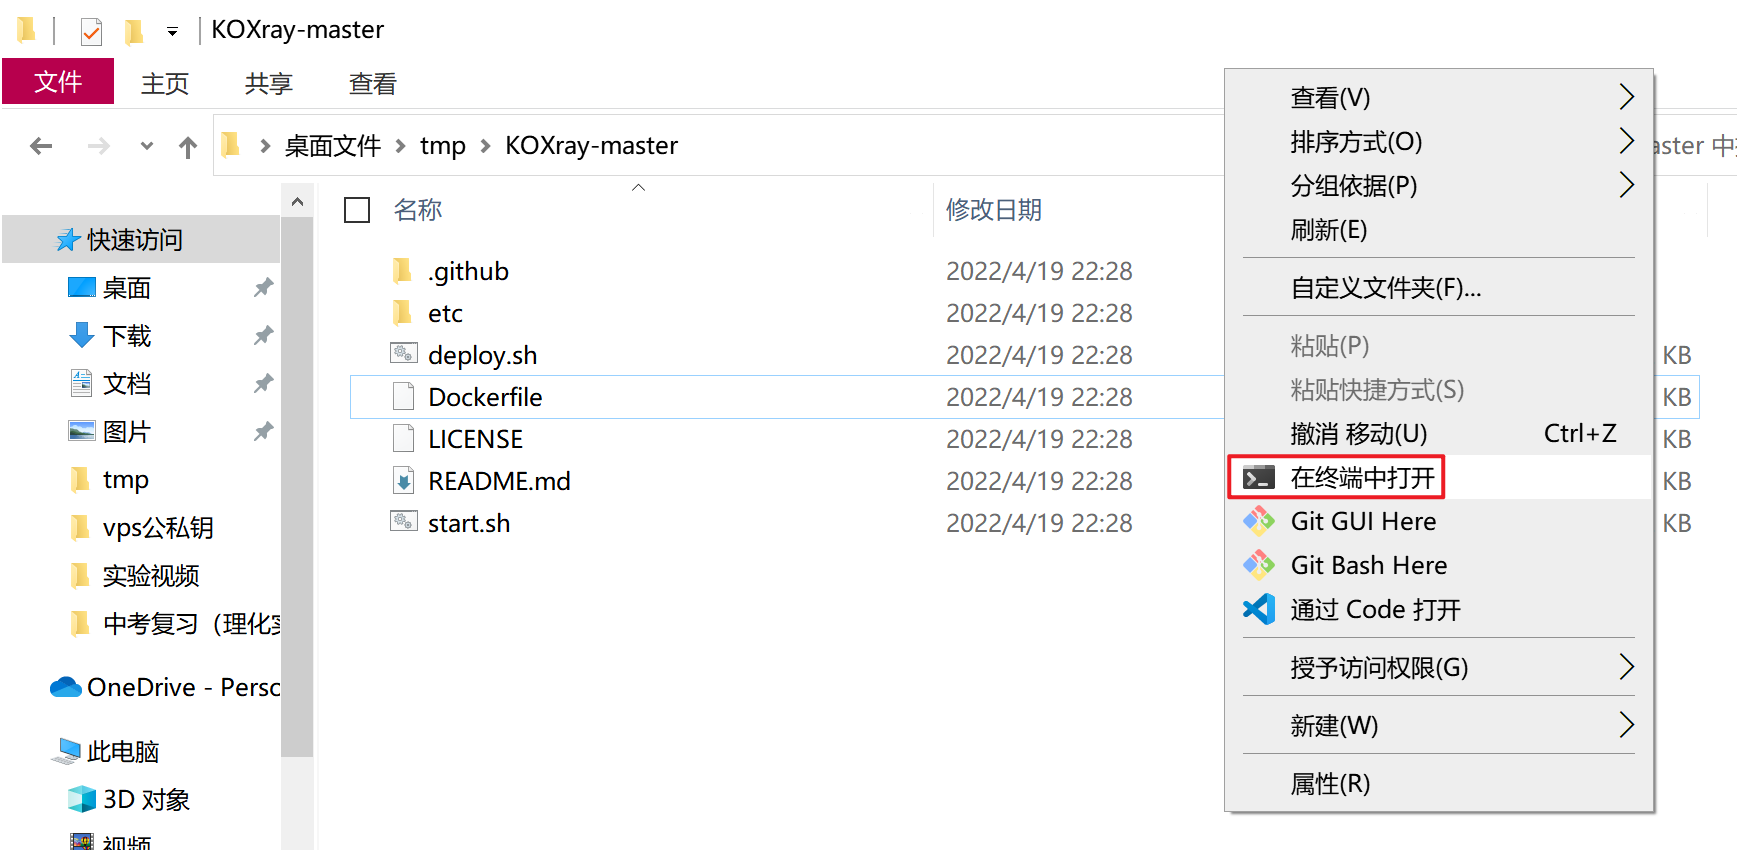 KOXray-master
文件 主页 共享 查看
桌面文件 tmp KOXray-master
aster 中
名称 修改日期
快速访问
桌面
下载
文档
图片
tmp
vps公私钥
实验视频
中考复习（理化实
OneDrive - Persc
此电脑
3D 对象
视频
.github 2022/4/19 22:28
etc 2022/4/19 22:28
deploy.sh 2022/4/19 22:28 KB
Dockerfile 2022/4/19 22:28 KB
LICENSE 2022/4/19 22:28 KB
README.md 2022/4/19 22:28 KB
start.sh 2022/4/19 22:28 KB
查看(V)
排序方式(O)
分组依据(P)
刷新(E)
自定义文件夹(F)...
粘贴(P)
粘贴快捷方式(S)
撤消 移动(U) Ctrl+Z
在终端中打开
Git GUI Here
Git Bash Here
通过 Code 打开
授予访问权限(G)
新建(W)
属性(R)